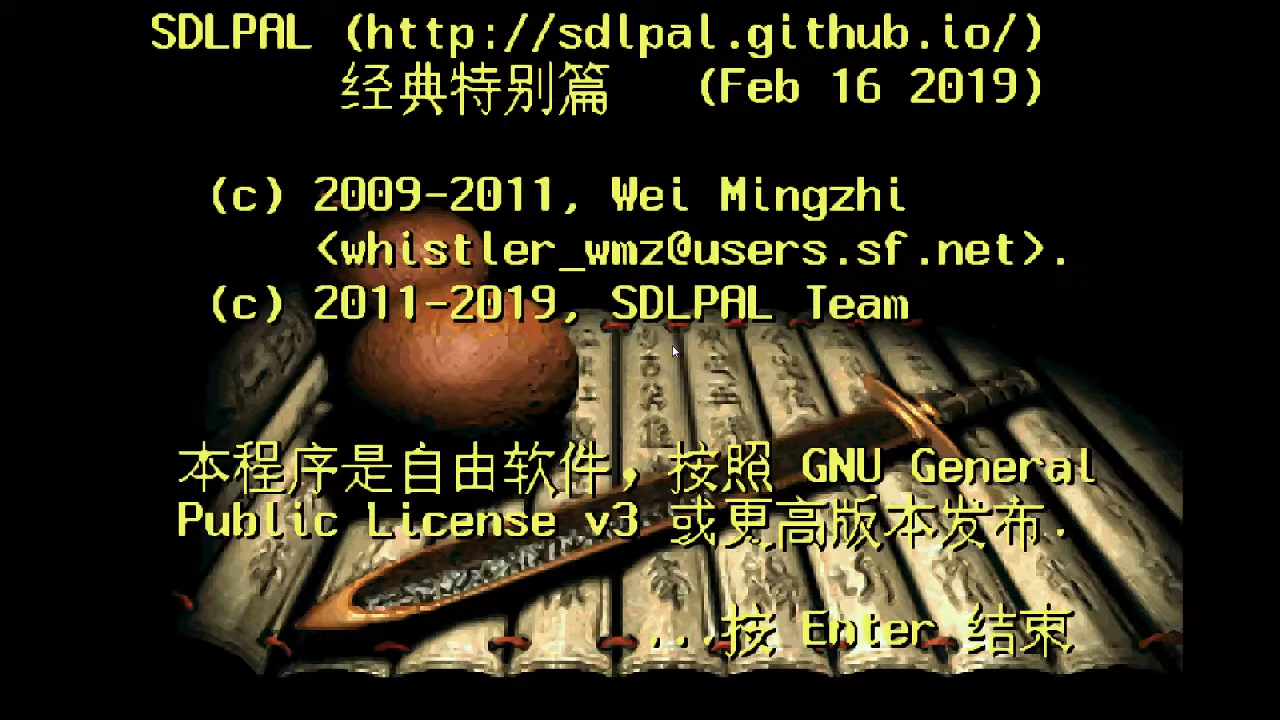 SDLPAL (http://sdlpal.github.io/)
经典特别篇 (Feb 16 2019)
(c) 2009-2011, Wei Mingzhi
<whistler_wmz@users.sf.net>.
(c) 2011-2019, SDLPAL Team
本程序是自由软件，按照 GNU General
Public License v3 或更高版本发布.
...按 Enter 结束